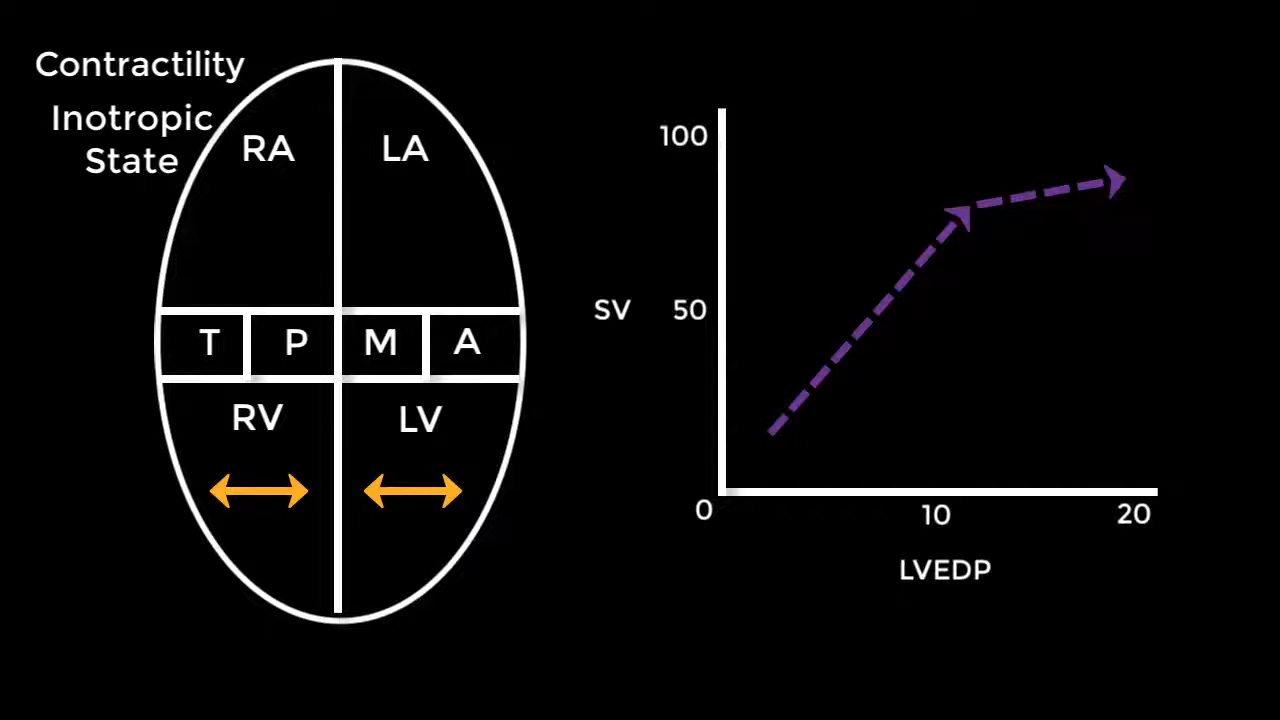 Contractility
Inotropic
State
RA
LA
T
P
M
A
RV
LV
100
SV
50
0
10
20
LVEDP